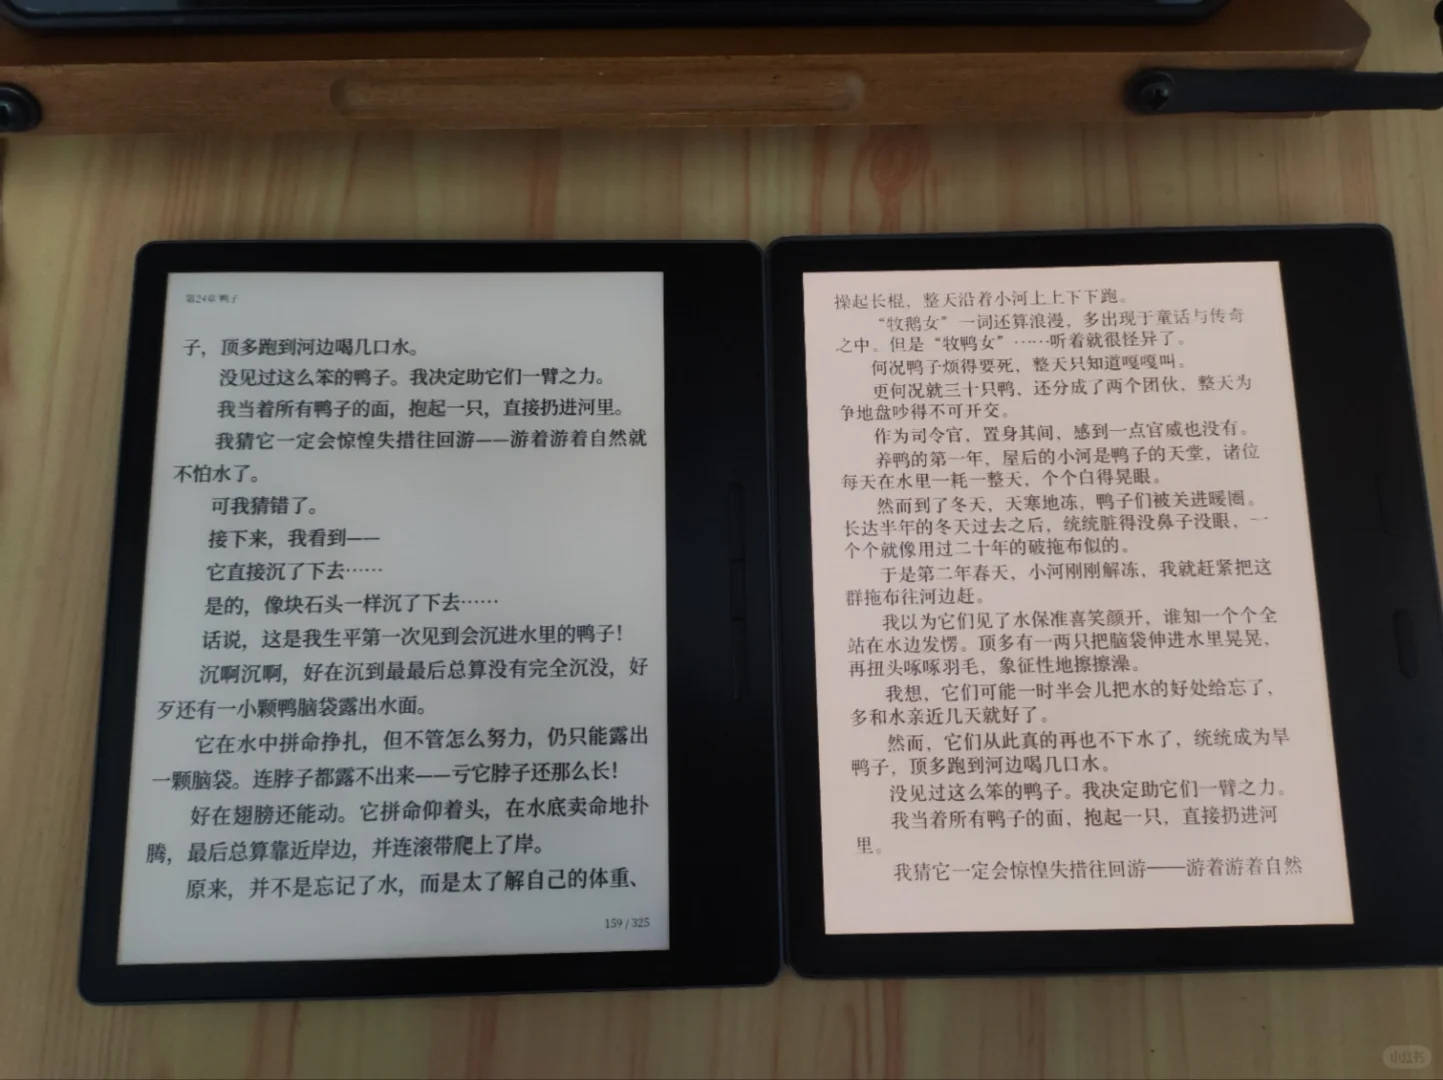 第24章 鸭子
子，顶多跑到河边喝几口水。
没见过这么笨的鸭子。我决定助它们一臂之力。
我当着所有鸭子的面，抱起一只，直接扔进河里。
我猜它一定会惊惶失措往回游——游着游着自然就
不怕水了。
可我猜错了。
接下来，我看到——
它直接沉了下去……
是的，像块石头一样沉了下去……
话说，这是我生平第一次见到会沉进水里的鸭子！
沉啊沉啊，好在沉到最最后总算没有完全沉没，好
歹还有一小颗鸭脑袋露出水面。
它在水中拼命挣扎，但不管怎么努力，仍只能露出
一颗脑袋。连脖子都露不出来——亏它脖子还那么长！
好在翅膀还能动。它拼命仰着头，在水底卖命地扑
腾，最后总算靠近岸边，并连滚带爬上了岸。
原来，并不是忘记了水，而是太了解自己的体重、
159 / 325
操起长棍，整天沿着小河上上下下跑。
“牧鹅女”一词还算浪漫，多出现于童话与传奇
之中。但是“牧鸭女”……听着就很怪异了。
何况鸭子烦得要死，整天只知道嘎嘎叫。
更何况就三十只鸭，还分成了两个团伙，整天为
争地盘吵得不可开交。
作为司令官，置身其间，感到一点官威也没有。
养鸭的第一年，屋后的小河是鸭子的天堂，诸位
每天在水里一耗一整天，个个白得晃眼。
然而到了冬天，天寒地冻，鸭子们被关进暖圈。
长达半年的冬天过去之后，统统脏得没鼻子没眼，一
个个就像用过二十年的破拖布似的。
于是第二年春天，小河刚刚解冻，我就赶紧把这
群拖布往河边赶。
我以为它们见了水保准喜笑颜开，谁知一个个全
站在水边发愣。顶多有一两只把脑袋伸进水里晃晃，
再扭头啄啄羽毛，象征性地擦擦澡。
我想，它们可能一时半会儿把水的好处给忘了，
多和水亲近几天就好了。
然而，它们从此真的再也不下水了，统统成为旱
鸭子，顶多跑到河边喝几口水。
没见过这么笨的鸭子。我决定助它们一臂之力。
我当着所有鸭子的面，抱起一只，直接扔进河
里。
我猜它一定会惊惶失措往回游——游着游着自然
小红书